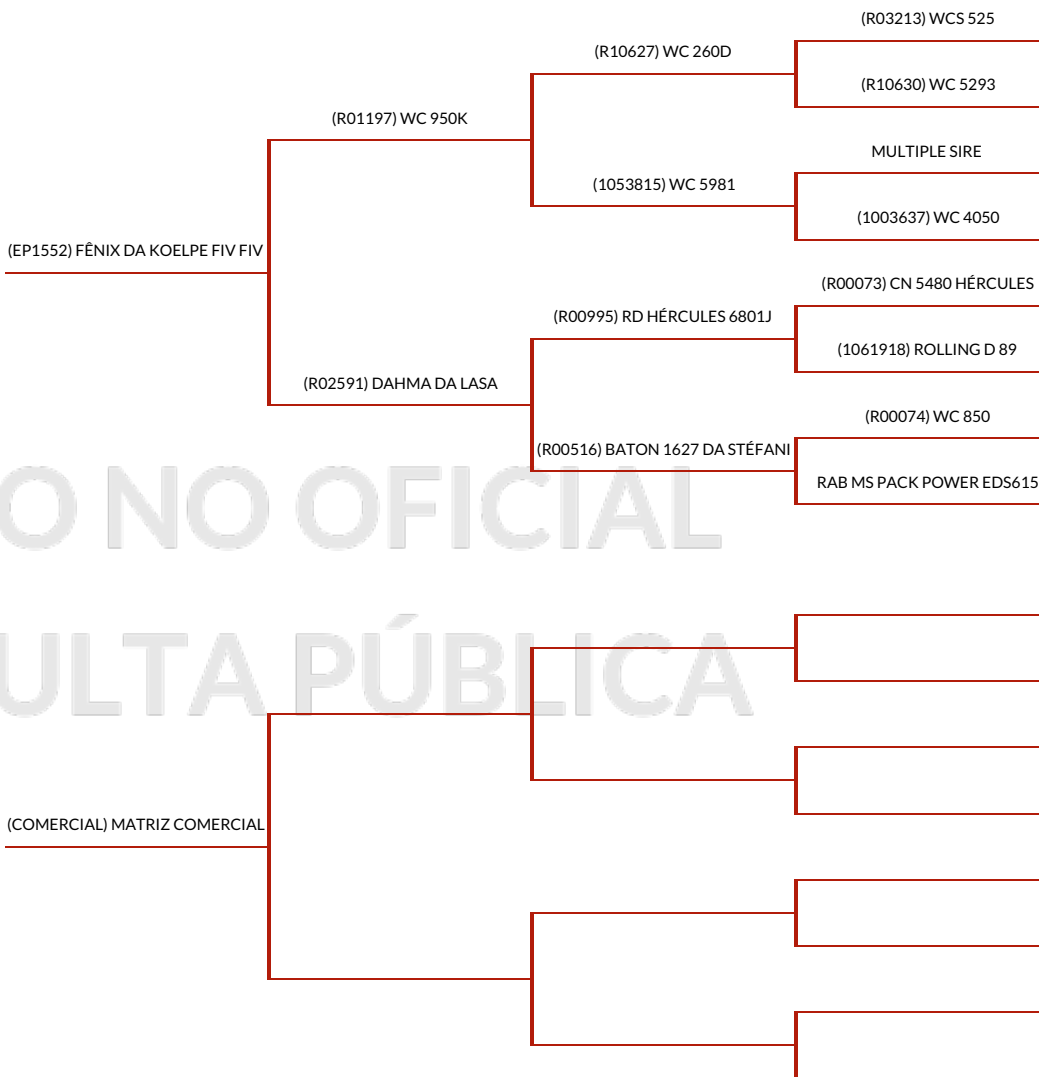 (R03213) WCS 525
(R10627) WC 260D
(R10630) WC 5293
(R01197) WC 950K
MULTIPLE SIRE
(1053815) WC 5981
(1003637) WC 4050
(EP1552) FÊNIX DA KOELPE FIV FIV
(R00073) CN 5480 HÉRCULES
(R00995) RD HÉRCULES 6801J
(1061918) ROLLING D 89
(R02591) DAHMA DA LASA
(R00074) WC 850
(R00516) BATON 1627 DA STÉFANI
RAB MS PACK POWER EDS615
O NO OFICIAL
ULTA PÚBLICA
(COMERCIAL) MATRIZ COMERCIAL